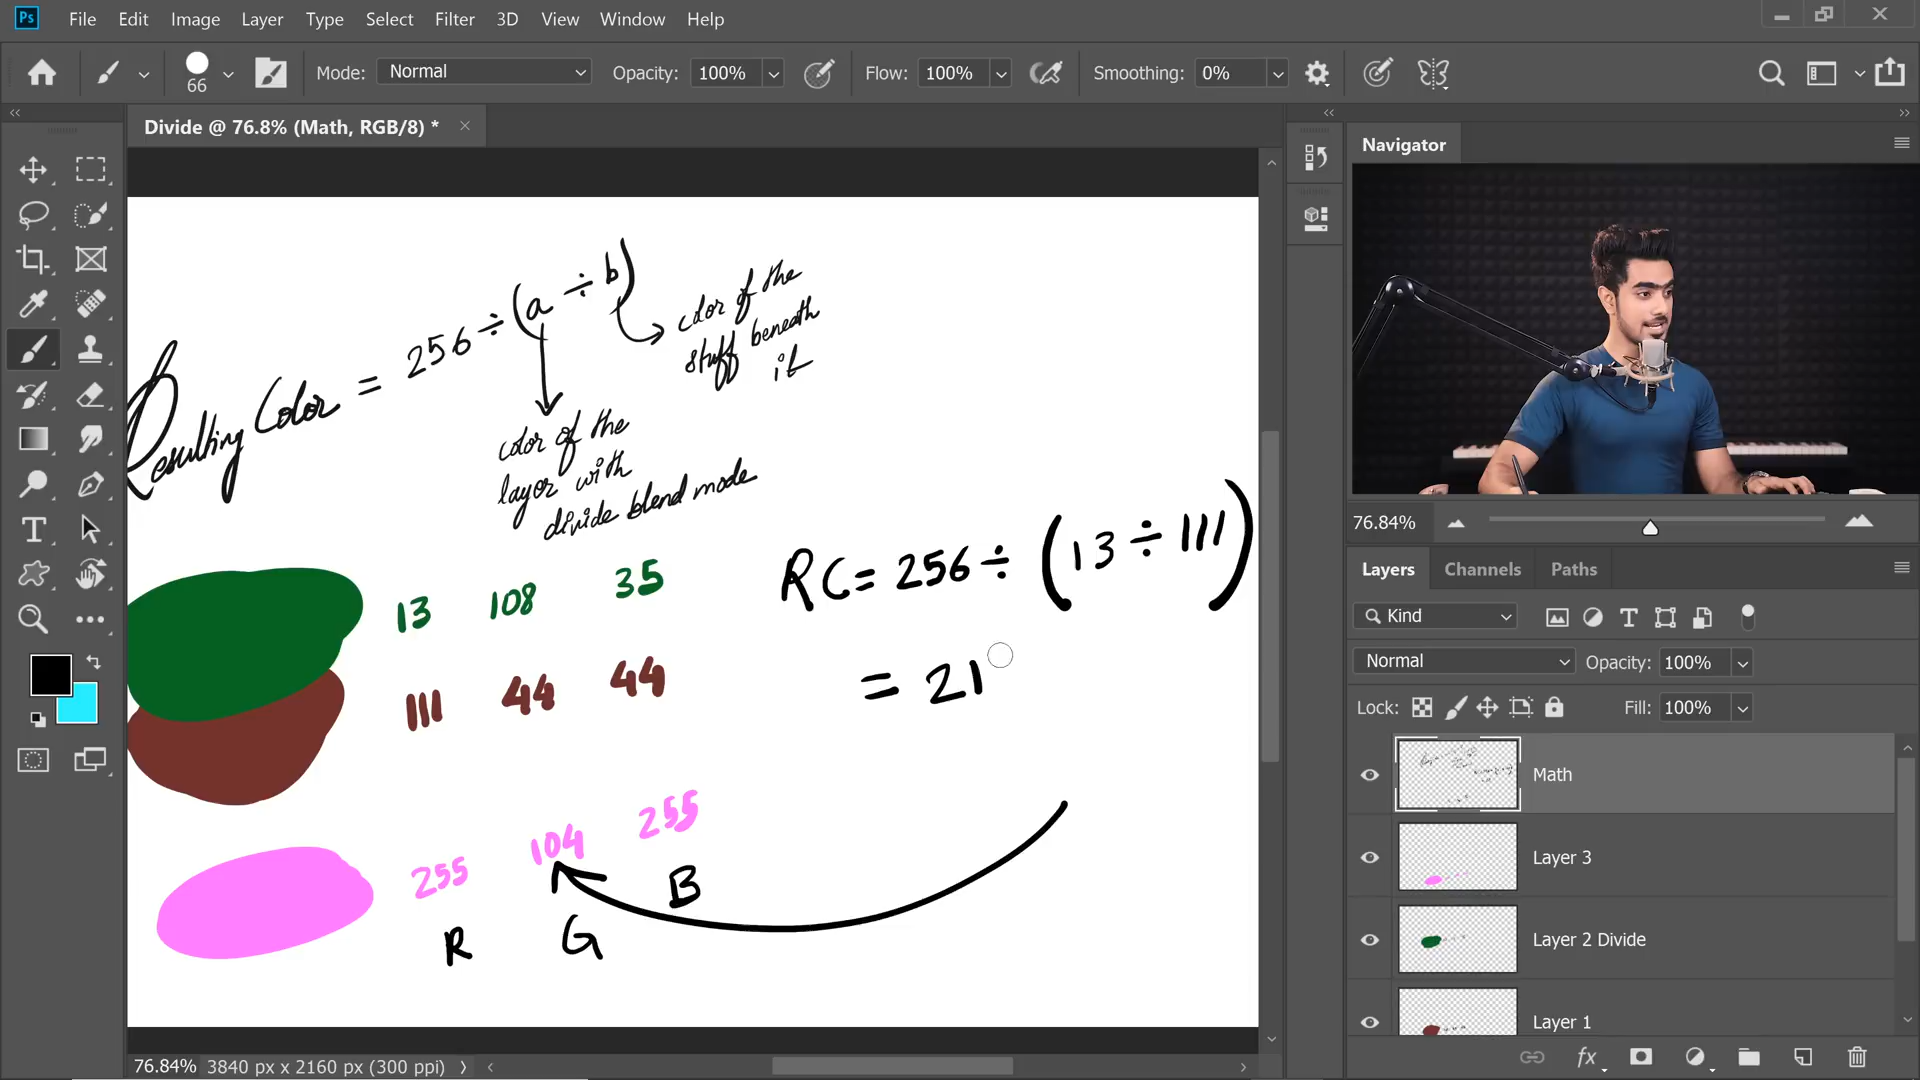 Ps File Edit Image Layer Type Select Filter 3D View Window Help
66 Mode: Normal Opacity: 100% Flow: 100% Smoothing: 0%
Divide @ 76.8% (Math, RGB/8) * ×
Resulting Color = 256 ÷ (a ÷ b)
color of the
stuff beneath
it
color of the
layer with
divide blend mode
13 108 35
111 44 44
RC = 256 ÷ (13 ÷ 111)
= 21
255 104 255
R G B
76.84% 3840 px x 2160 px (300 ppi)
Navigator
76.84%
Layers Channels Paths
Kind
Normal Opacity: 100%
Lock: Fill: 100%
Math
Layer 3
Layer 2 Divide
Layer 1
fx